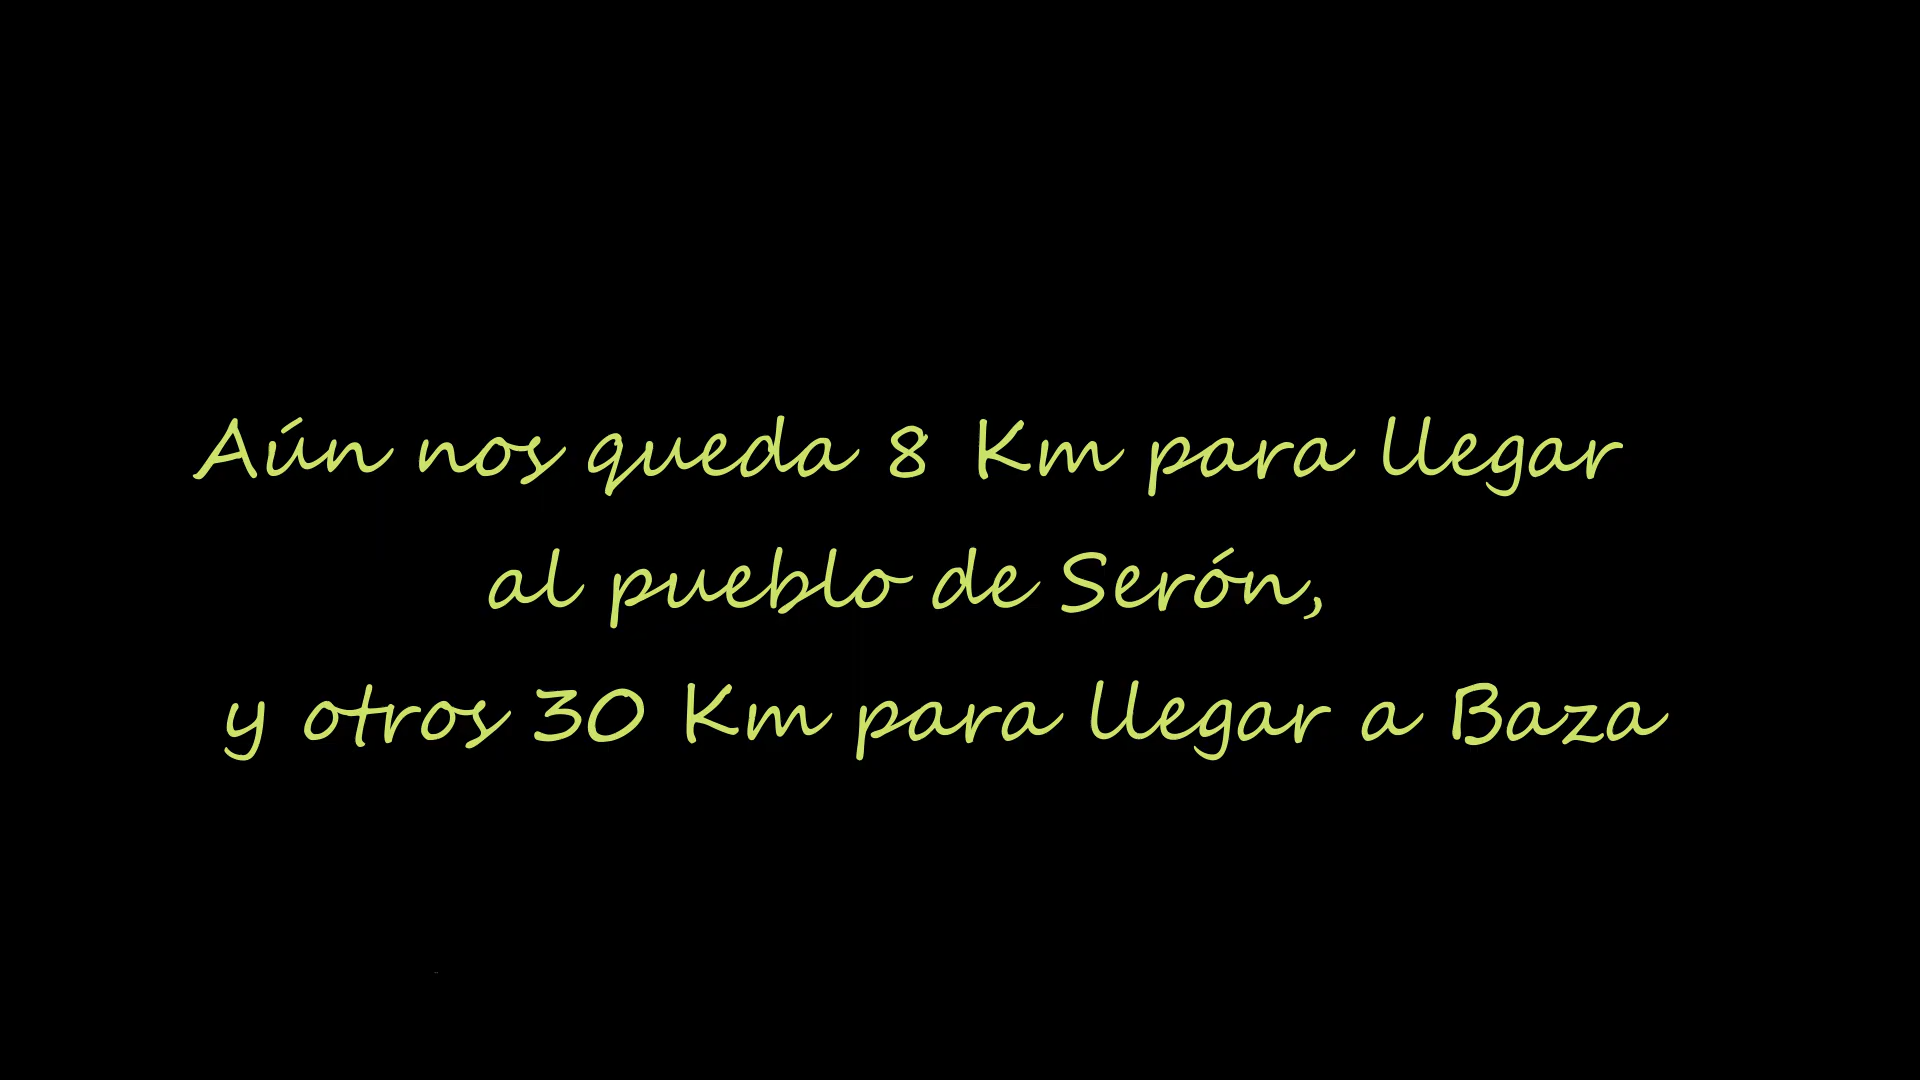 Aún nos queda 8 Km para llegar
al pueblo de Serón,
y otros 30 Km para llegar a Baza